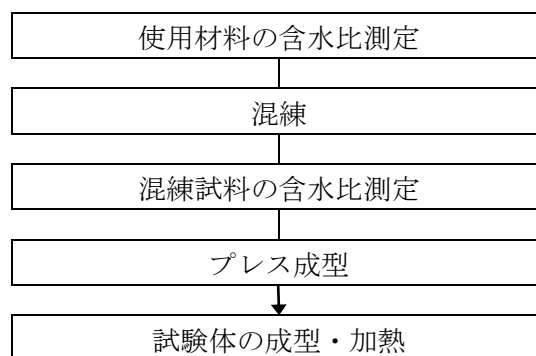 使用材料の含水比測定
混練
混練試料の含水比測定
プレス成型
試験体の成型・加熱